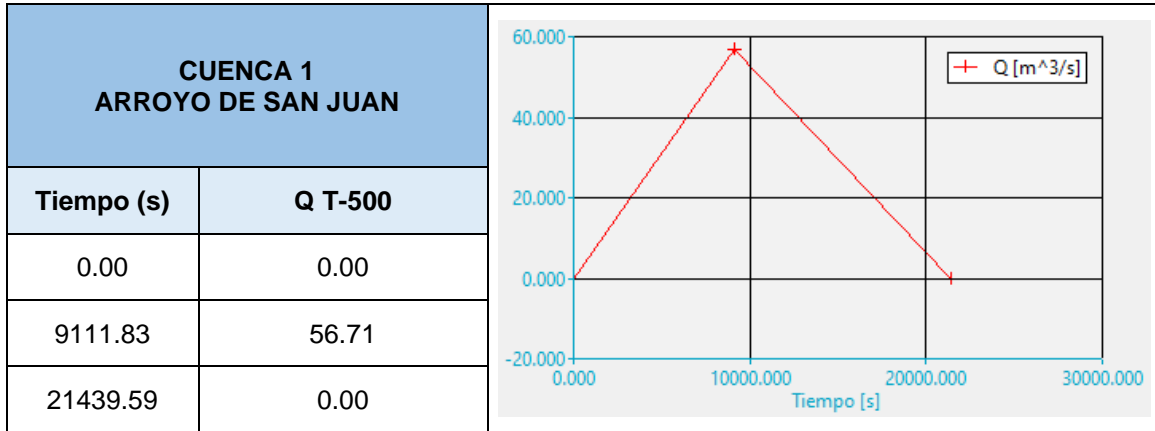 CUENCA 1
ARROYO DE SAN JUAN
Tiempo (s) Q T-500
0.00 0.00
9111.83 56.71
21439.59 0.00
60.000
Q [m^3/s]
40.000
20.000
0.000
-20.000
0.000 10000.000 20000.000 30000.000
Tiempo [s]